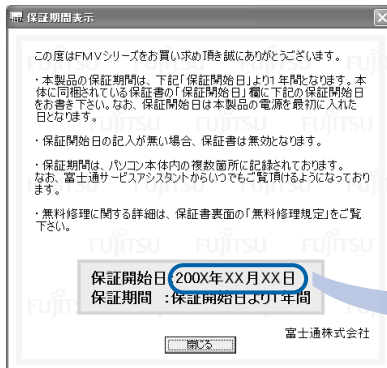 保証期間表示
この度はFMVシリーズをお買い求め頂き誠にありがとうございます。
・本製品の保証期間は、下記「保証開始日」より1年間となります。本
体に同梱されている保証書の「保証開始日」欄に下記の保証開始日
をお書き下さい。なお、保証開始日は本製品の電源を最初に入れた
日となります。
・保証開始日の記入が無い場合、保証書は無効となります。
・保証期間は、パソコン本体内の複数箇所に記録されております。
なお、富士通サービスアシスタントからいつでもご覧頂けるようになっており
ます。
・無料修理に関する詳細は、保証書裏面の「無料修理規定」をご覧
下さい。
保証開始日:200X年XX月XX日
保証期間 :保証開始日より1年間
富士通株式会社
閉じる